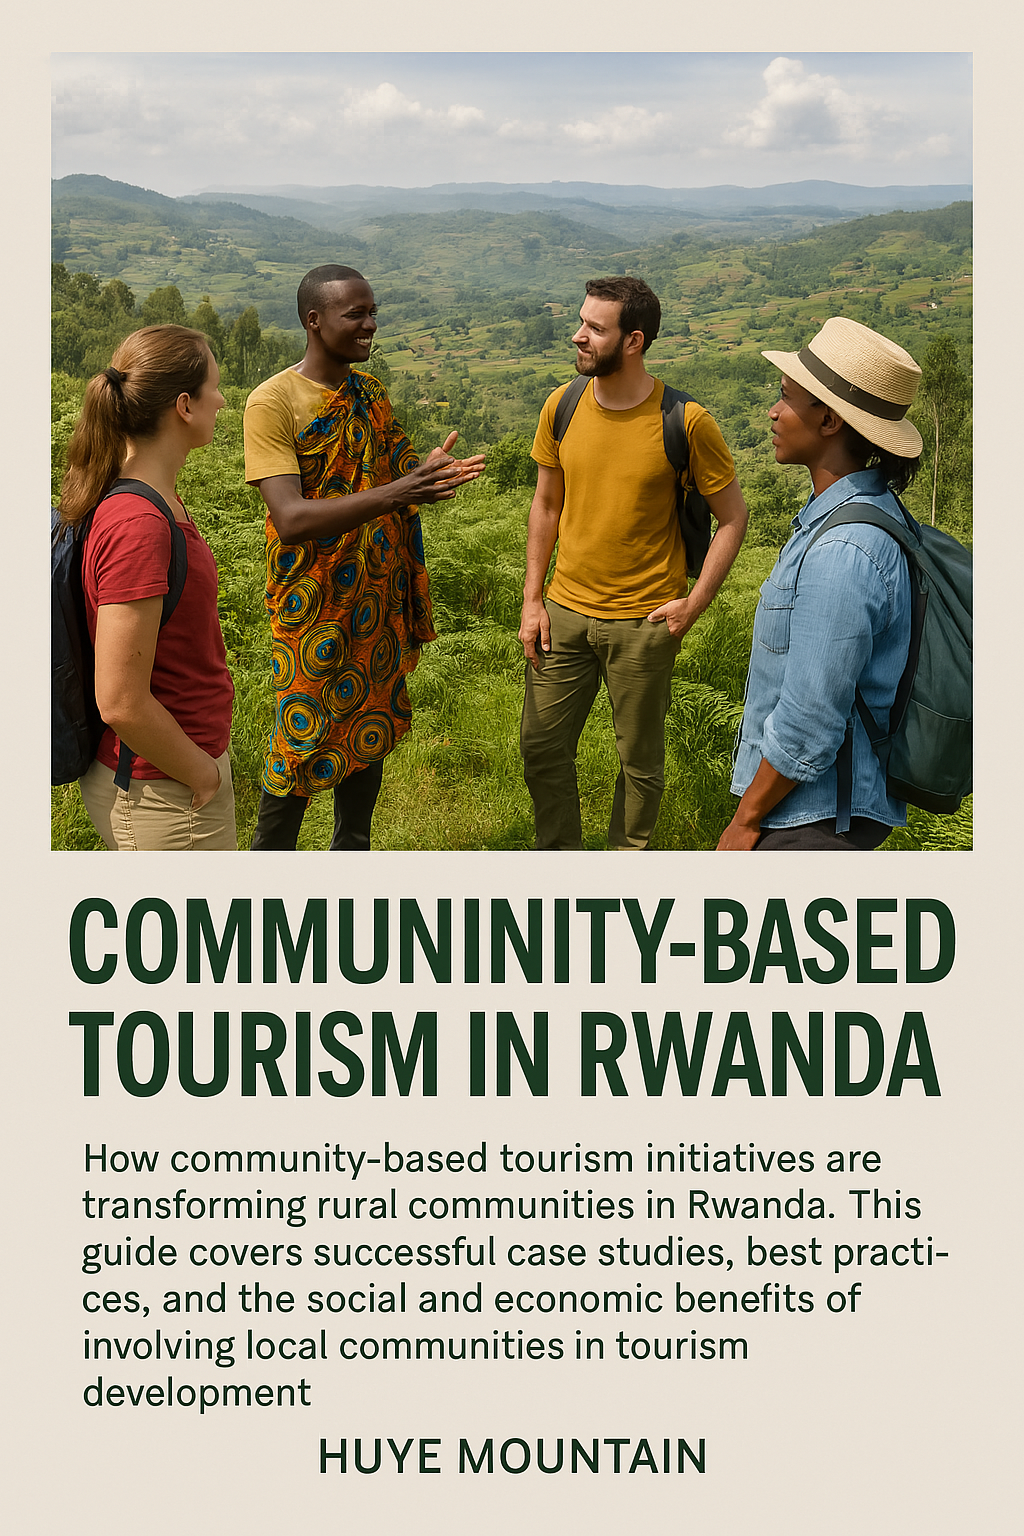 COMMUNINITY-BASED
TOURISM IN RWANDA
How community-based tourism initiatives are
transforming rural communities in Rwanda. This
guide covers successful case studies, best practi-
ces, and the social and economic benefits of
involving local communities in tourism
development
HUYE MOUNTAIN